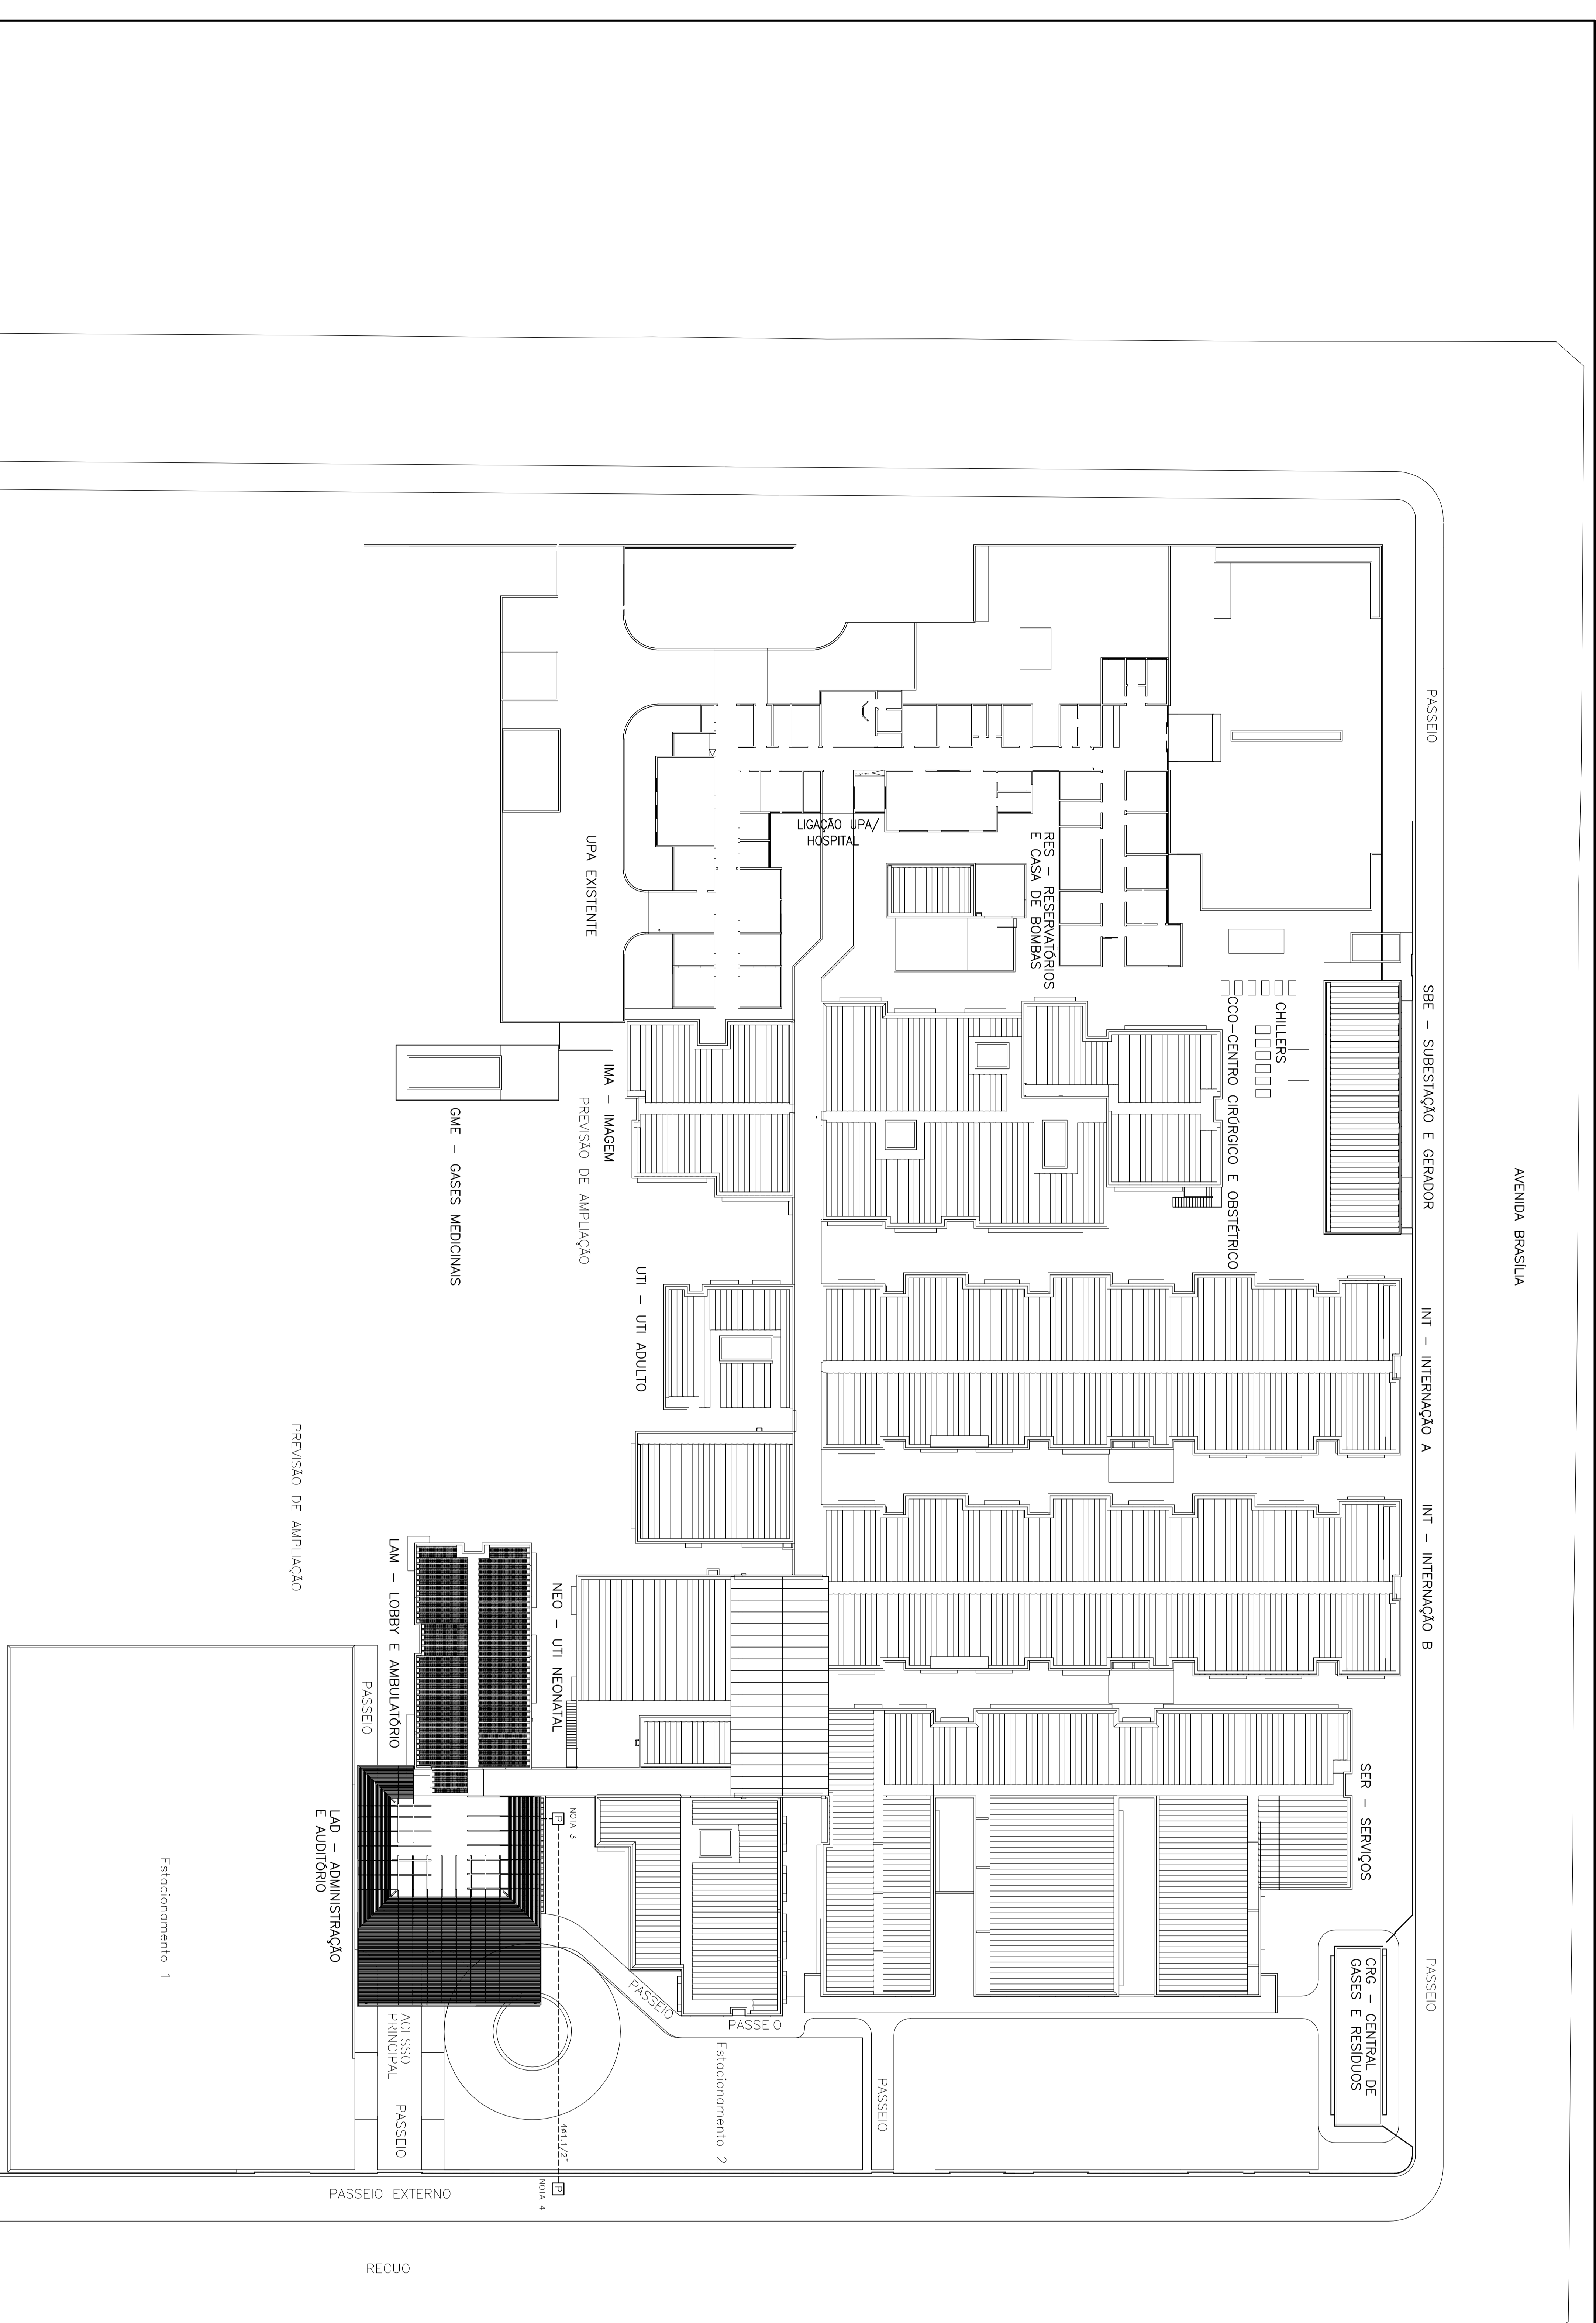 AVENIDA BRASÍLIA
PASSEIO
SBE – SUBESTAÇÃO E GERADOR
INT – INTERNAÇÃO A
INT – INTERNAÇÃO B
PASSEIO
CHILLERS
CCO–CENTRO CIRÚRGICO E OBSTÉTRICO
SER – SERVIÇOS
CRG – CENTRAL DE
GASES E RESÍDUOS
RES – RESERVATÓRIOS
E CASA DE BOMBAS
LIGAÇÃO UPA/
HOSPITAL
UPA EXISTENTE
IMA – IMAGEM
PREVISÃO DE AMPLIAÇÃO
GME – GASES MEDICINAIS
UTI – UTI ADULTO
NEO – UTI NEONATAL
PREVISÃO DE AMPLIAÇÃO
LAM – LOBBY E AMBULATÓRIO
PASSEIO
LAD – ADMINISTRAÇÃO
E AUDITÓRIO
NOTA 3
P
PASSEIO
PASSEIO
PASSEIO
Estacionamento 2
Estacionamento 1
ACESSO
PRINCIPAL
PASSEIO
4ø1.1/2"
P
NOTA 4
PASSEIO EXTERNO
RECUO